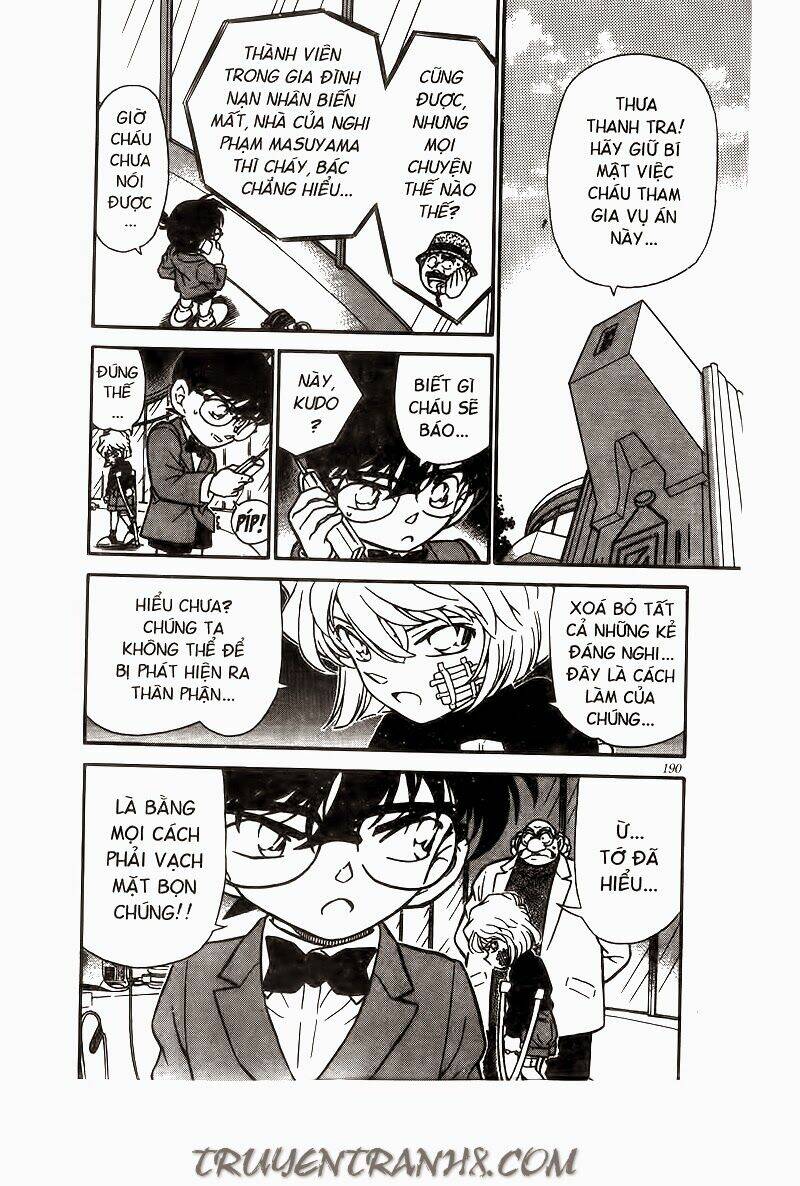 THƯA
THANH TRA!
HÃY GIỮ BÍ
MẬT VIỆC
CHÁU THAM
GIA VỤ ÁN
NÀY...
CŨNG
ĐƯỢC,
NHƯNG
MỌI
CHUYỆN
THẾ NÀO
THẾ?
THÀNH VIÊN
TRONG GIA ĐÌNH
NẠN NHÂN BIẾN
MẤT, NHÀ CỦA NGHI
PHẠM MASUYAMA
THÌ CHÁY, BÁC
CHẲNG HIỂU...
GIỜ
CHÁU
CHƯA
NÓI
ĐƯỢC
...
BIẾT GÌ
CHÁU SẼ
BÁO...
NÀY,
KUDO
?
ĐÚNG
THẾ
...
PÍP!
XOÁ BỎ TẤT
CẢ NHỮNG KẺ
ĐÁNG NGHI...
ĐÂY LÀ CÁCH
LÀM CỦA
CHÚNG...
HIỂU CHƯA?
CHÚNG TA
KHÔNG THỂ ĐỂ
BỊ PHÁT HIỆN RA
THÂN PHẬN...
190
Ừ...
TỚ ĐÃ
HIỂU...
LÀ BẰNG
MỌI CÁCH
PHẢI VẠCH
MẶT BỌN
CHÚNG!!
TRUYENTRANH8.COM